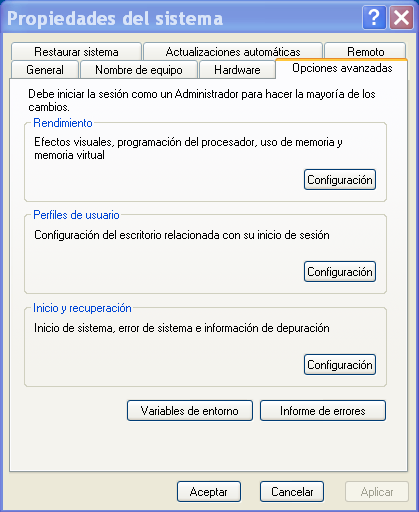 Propiedades del sistema
Restaurar sistema
Actualizaciones automáticas
Remoto
General
Nombre de equipo
Hardware
Opciones avanzadas
Debe iniciar la sesión como un Administrador para hacer la mayoría de los
cambios.
Rendimiento
Efectos visuales, programación del procesador, uso de memoria y
memoria virtual
Configuración
Perfiles de usuario
Configuración del escritorio relacionada con su inicio de sesión
Configuración
Inicio y recuperación
Inicio de sistema, error de sistema e información de depuración
Configuración
Variables de entorno
Informe de errores
Aceptar
Cancelar
Aplicar